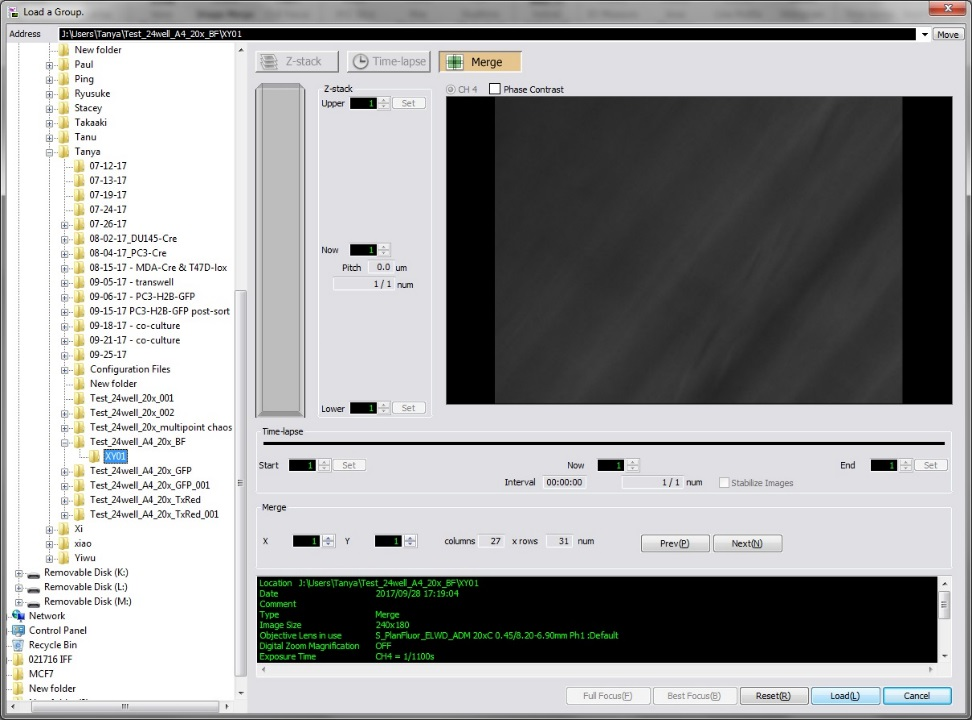 Load a Group.
Address J:\Users\Tanya\Test_24well_A4_20x_BF\XY01 Move
New folder
Paul
Ping
Ryusuke
Stacey
Takaaki
Tanu
Tanya
07-12-17
07-13-17
07-19-17
07-24-17
07-26-17
08-02-17_DU145-Cre
08-04-17_PC3-Cre
08-15-17 - MDA-Cre & T47D-lox
09-05-17 - transwell
09-06-17 - PC3-H2B-GFP
09-15-17 PC3-H2B-GFP post-sort
09-18-17 - co-culture
09-21-17 - co-culture
09-25-17
Configuration Files
New folder
Test_24well_20x_001
Test_24well_20x_002
Test_24well_20x_multipoint chaos
Test_24well_A4_20x_BF
XY01
Test_24well_A4_20x_GFP
Test_24well_A4_20x_GFP_001
Test_24well_A4_20x_TxRed
Test_24well_A4_20x_TxRed_001
Xi
xiao
Yiwu
Removable Disk (K:)
Removable Disk (L:)
Removable Disk (M:)
Network
Control Panel
Recycle Bin
021716 IFF
MCF7
New folder
Z-stack Time-lapse Merge
Z-stack
Upper 1 Set
Now 1
Pitch 0.0 um
1 / 1 num
Lower 1 Set
CH 4 Phase Contrast
Time-lapse
Start 1 Set Now 1 End 1 Set
Interval 00:00:00 1 / 1 num Stabilize Images
Merge
X 1 Y 1 columns 27 x rows 31 num Prev(P) Next(N)
Location J:\Users\Tanya\Test_24well_A4_20x_BF\XY01
Date 2017/09/28 17:19:04
Comment
Type Merge
Image Size 240x180
Objective Lens in use S_PlanFluor_ELWD_ADM 20xC 0.45/8.20-6.90mm Ph1 :Default
Digital Zoom Magnification OFF
Exposure Time CH4 = 1/1100s
Full Focus(F) Best Focus(B) Reset(R) Load(L) Cancel